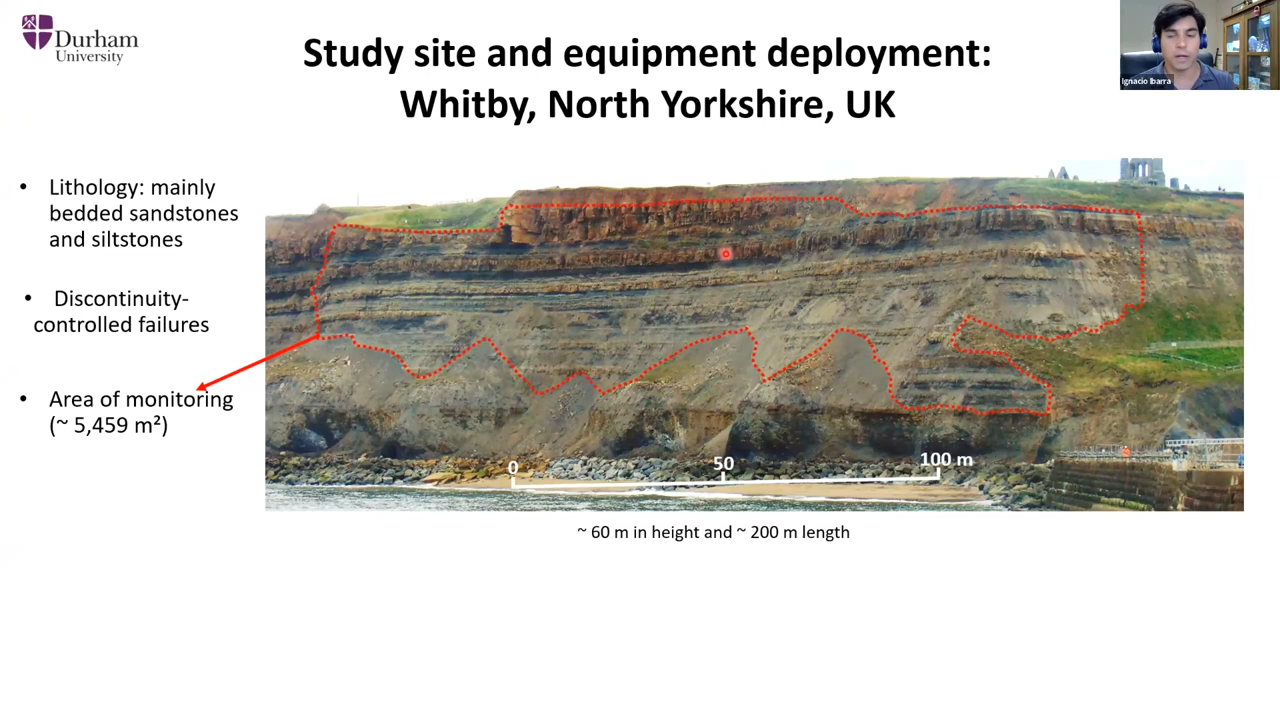 Durham
University
Study site and equipment deployment:
Whitby, North Yorkshire, UK
Ignacio Ibarra
• Lithology: mainly
bedded sandstones
and siltstones
• Discontinuity-
controlled failures
• Area of monitoring
(~ 5,459 m²)
0 50 100 m
~ 60 m in height and ~ 200 m length